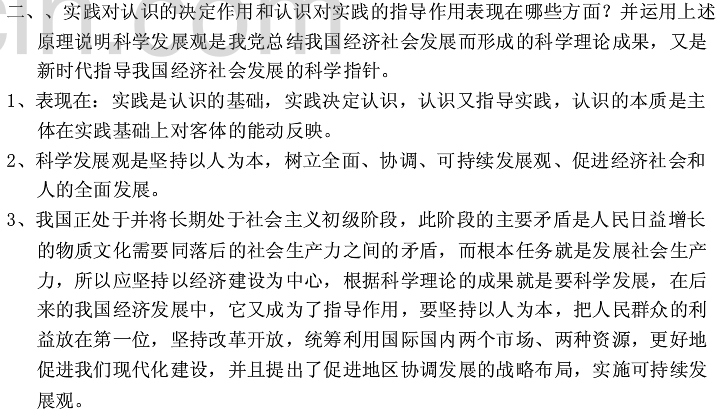 二、、实践对认识的决定作用和认识对实践的指导作用表现在哪些方面？并运用上述
原理说明科学发展观是我党总结我国经济社会发展而形成的科学理论成果，又是
新时代指导我国经济社会发展的科学指针。
1、表现在：实践是认识的基础，实践决定认识，认识又指导实践，认识的本质是主
体在实践基础上对客体的能动反映。
2、科学发展观是坚持以人为本，树立全面、协调、可持续发展观、促进经济社会和
人的全面发展。
3、我国正处于并将长期处于社会主义初级阶段，此阶段的主要矛盾是人民日益增长
的物质文化需要同落后的社会生产力之间的矛盾，而根本任务就是发展社会生产
力，所以应坚持以经济建设为中心，根据科学理论的成果就是要科学发展，在后
来的我国经济发展中，它又成为了指导作用，要坚持以人为本，把人民群众的利
益放在第一位，坚持改革开放，统筹利用国际国内两个市场、两种资源，更好地
促进我们现代化建设，并且提出了促进地区协调发展的战略布局，实施可持续发
展观。